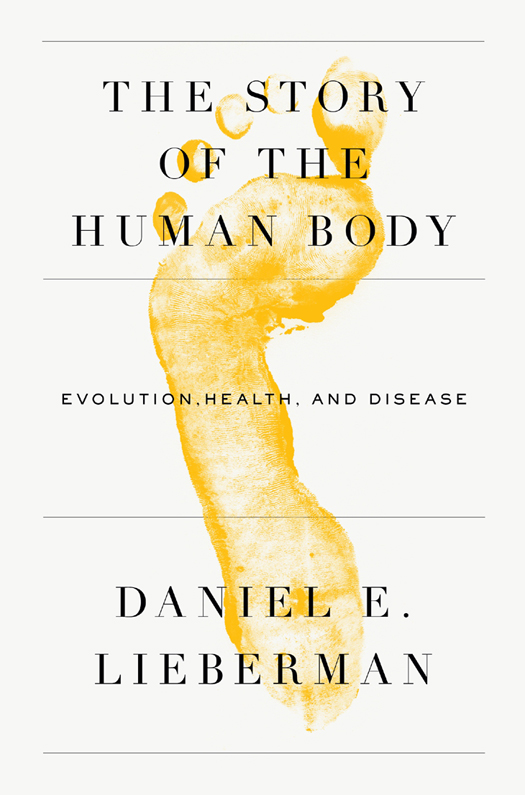 THE STORY
OF THE
HUMAN BODY
EVOLUTION,HEALTH, AND DISEASE
DANIEL E.
LIEBERMAN